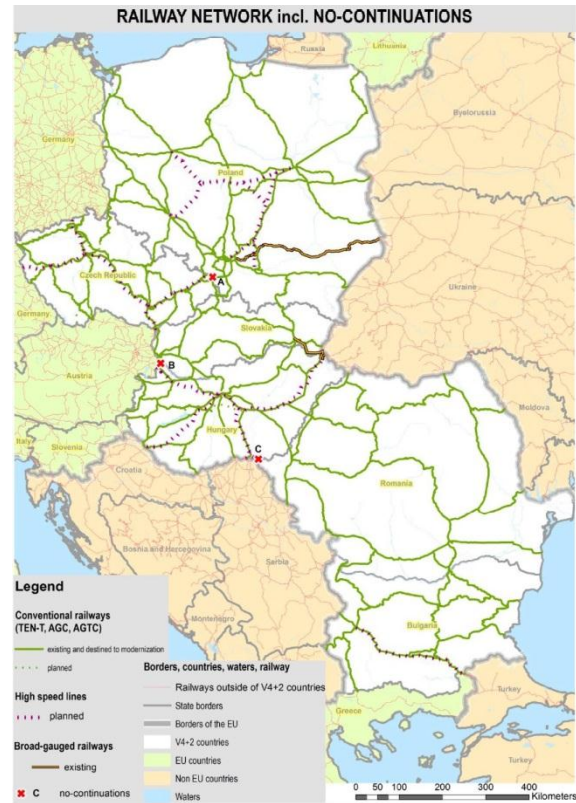 RAILWAY NETWORK incl. NO-CONTINUATIONS
Russia
Lithuania
Byelorussia
Germany
Poland
A
Czech Republic
Ukraine
Germany
Slovakia
B
Austria
Moldova
Hungary
C
Italy
Slovenia
Croatia
Romania
Bosnia and Herzegovina
Serbia
Montenegro
Bulgaria
Turkey
Greece
Turkey
Legend
Conventional railways
(TEN-T, AGC, AGTC)
existing and destined to modernization
planned
High speed lines
planned
Broad-gauged railways
existing
C no-continuations
Borders, countries, waters, railway
Railways outside of V4+2 countries
State borders
Borders of the EU
V4+2 countries
EU countries
Non EU countries
Waters
0 50 100 200 300 400
Kilometers